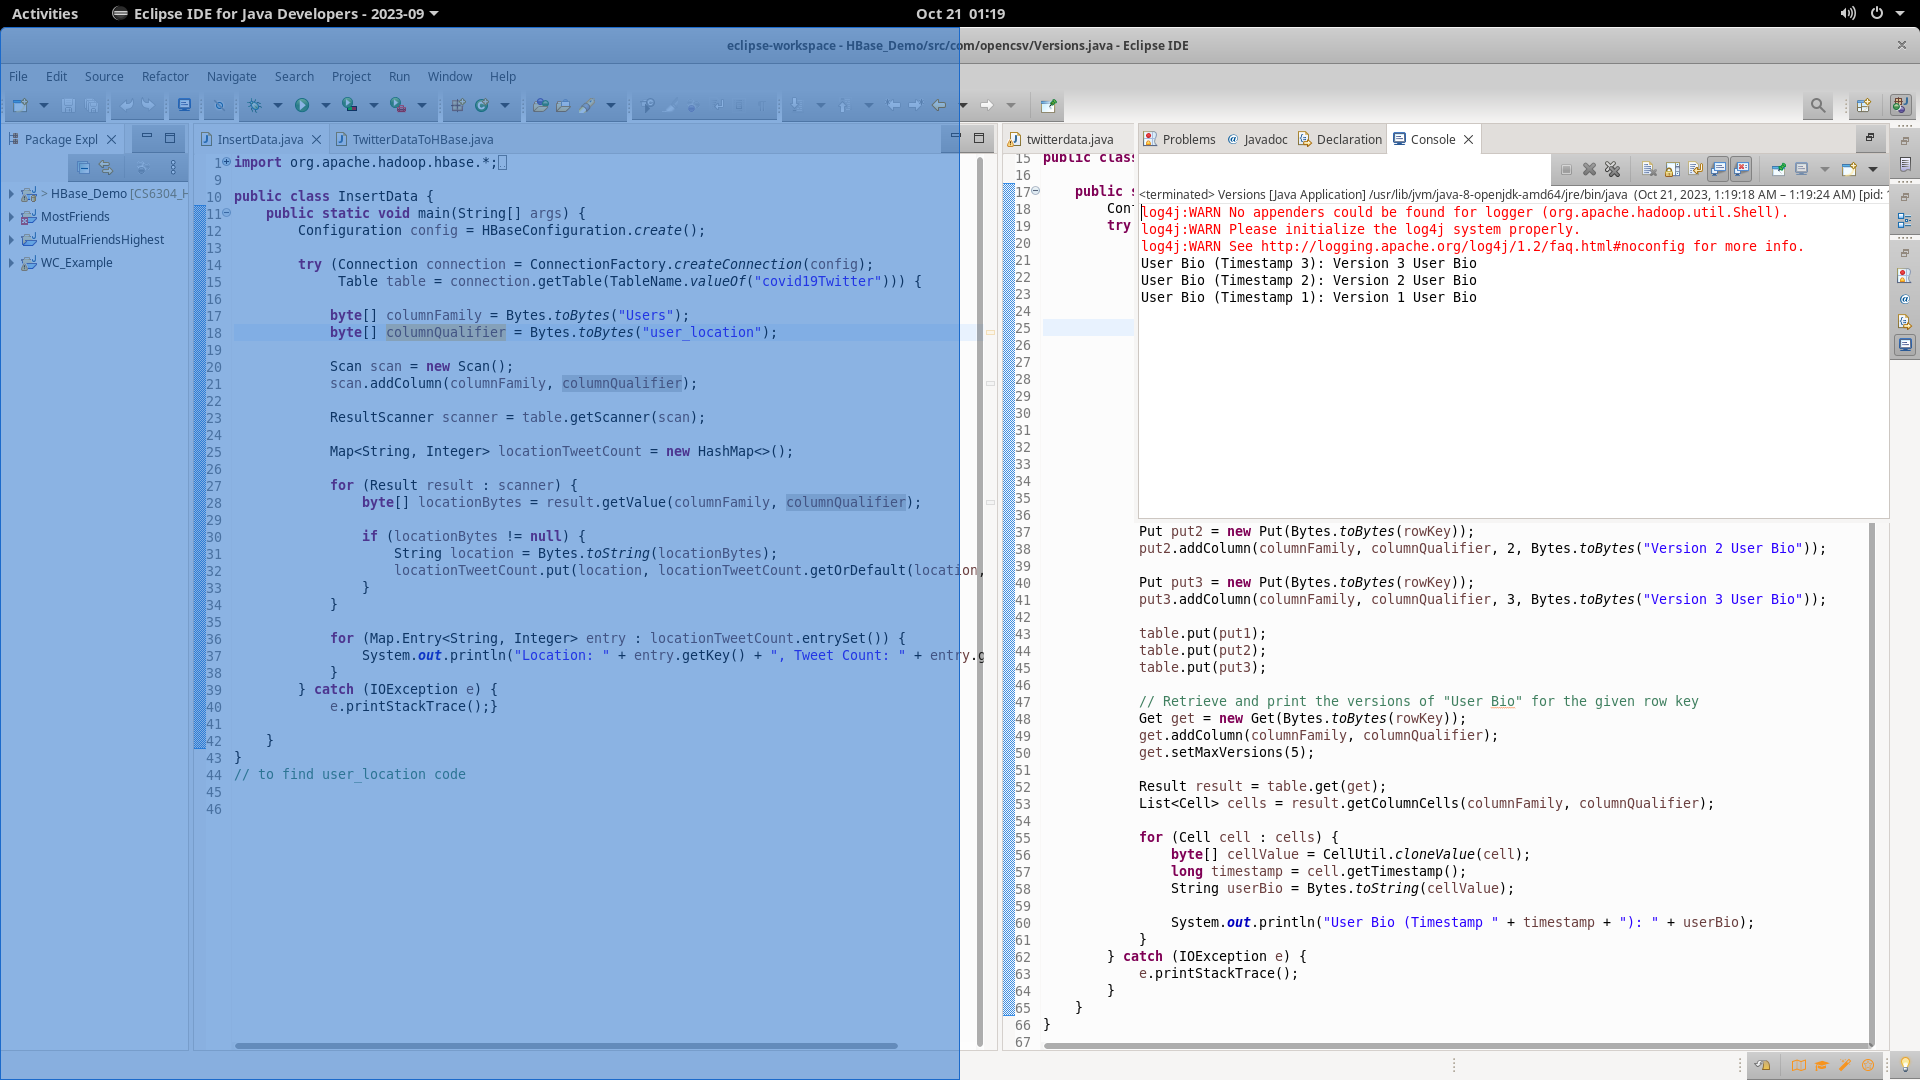 Activities
Eclipse IDE for Java Developers - 2023-09
Oct 21 01:19
eclipse-workspace - HBase_Demo/src/com/opencsv/Versions.java - Eclipse IDE
File Edit Source Refactor Navigate Search Project Run Window Help
Package Expl
HBase_Demo [CS6304_H
MostFriends
MutualFriendsHighest
WC_Example
InsertData.java
TwitterDataToHBase.java
1 import org.apache.hadoop.hbase.*;
9
10 public class InsertData {
11 public static void main(String[] args) {
12 Configuration config = HBaseConfiguration.create();
13
14 try (Connection connection = ConnectionFactory.createConnection(config);
15 Table table = connection.getTable(TableName.valueOf("covid19Twitter"))) {
16
17 byte[] columnFamily = Bytes.toBytes("Users");
18 byte[] columnQualifier = Bytes.toBytes("user_location");
19
20 Scan scan = new Scan();
21 scan.addColumn(columnFamily, columnQualifier);
22
23 ResultScanner scanner = table.getScanner(scan);
24
25 Map<String, Integer> locationTweetCount = new HashMap<>();
26
27 for (Result result : scanner) {
28 byte[] locationBytes = result.getValue(columnFamily, columnQualifier);
29
30 if (locationBytes != null) {
31 String location = Bytes.toString(locationBytes);
32 locationTweetCount.put(location, locationTweetCount.getOrDefault(location,
33 }
34 }
35
36 for (Map.Entry<String, Integer> entry : locationTweetCount.entrySet()) {
37 System.out.println("Location: " + entry.getKey() + ", Tweet Count: " + entry.g
38 }
39 } catch (IOException e) {
40 e.printStackTrace();}
41
42 }
43 }
44 // to find user_location code
45
46
twitterdata.java
15 public class
16
17 public s
18 Con
19 try
20
21
22
23
24
25
26
27
28
29
30
31
32
33
34
35
36
Problems @ Javadoc Declaration Console
<terminated> Versions [Java Application] /usr/lib/jvm/java-8-openjdk-amd64/jre/bin/java (Oct 21, 2023, 1:19:18 AM – 1:19:24 AM) [pid:
log4j:WARN No appenders could be found for logger (org.apache.hadoop.util.Shell).
log4j:WARN Please initialize the log4j system properly.
log4j:WARN See http://logging.apache.org/log4j/1.2/faq.html#noconfig for more info.
User Bio (Timestamp 3): Version 3 User Bio
User Bio (Timestamp 2): Version 2 User Bio
User Bio (Timestamp 1): Version 1 User Bio
37 Put put2 = new Put(Bytes.toBytes(rowKey));
38 put2.addColumn(columnFamily, columnQualifier, 2, Bytes.toBytes("Version 2 User Bio"));
39
40 Put put3 = new Put(Bytes.toBytes(rowKey));
41 put3.addColumn(columnFamily, columnQualifier, 3, Bytes.toBytes("Version 3 User Bio"));
42
43 table.put(put1);
44 table.put(put2);
45 table.put(put3);
46
47 // Retrieve and print the versions of "User Bio" for the given row key
48 Get get = new Get(Bytes.toBytes(rowKey));
49 get.addColumn(columnFamily, columnQualifier);
50 get.setMaxVersions(5);
51
52 Result result = table.get(get);
53 List<Cell> cells = result.getColumnCells(columnFamily, columnQualifier);
54
55 for (Cell cell : cells) {
56 byte[] cellValue = CellUtil.cloneValue(cell);
57 long timestamp = cell.getTimestamp();
58 String userBio = Bytes.toString(cellValue);
59
60 System.out.println("User Bio (Timestamp " + timestamp + "): " + userBio);
61 }
62 } catch (IOException e) {
63 e.printStackTrace();
64 }
65 }
66 }
67